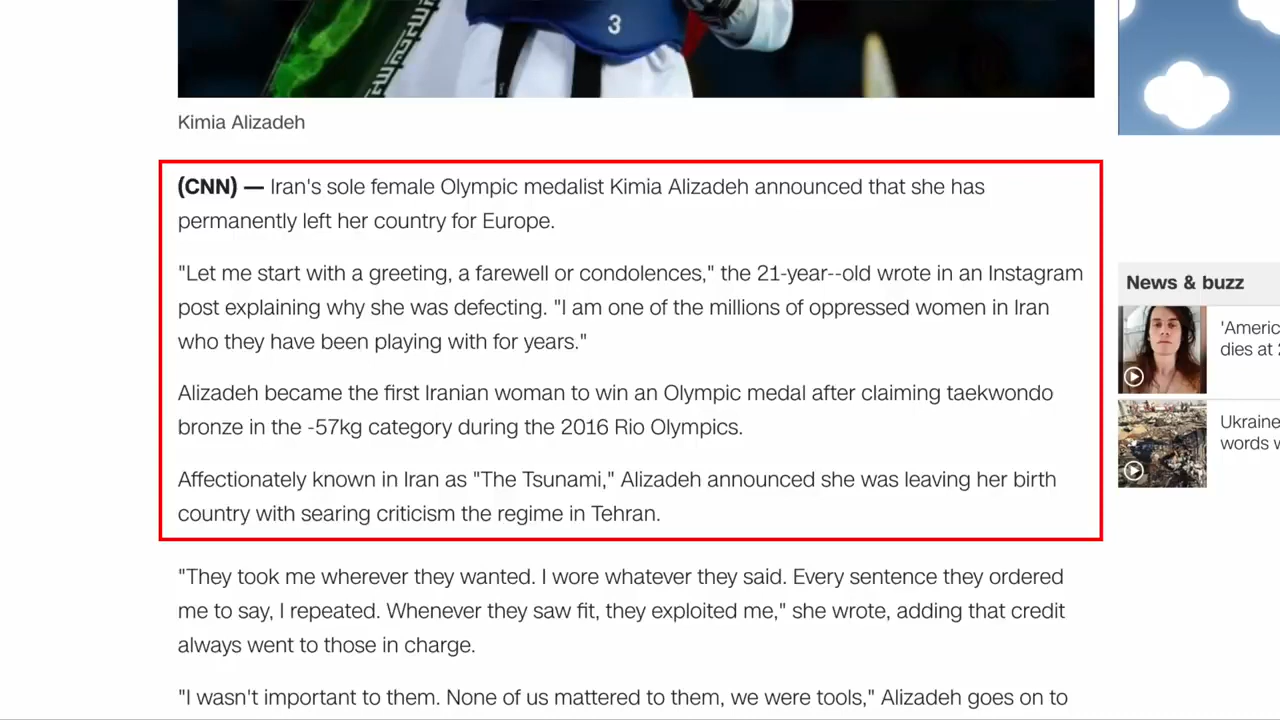 3
Kimia Alizadeh
(CNN) — Iran's sole female Olympic medalist Kimia Alizadeh announced that she has
permanently left her country for Europe.
"Let me start with a greeting, a farewell or condolences," the 21-year--old wrote in an Instagram
post explaining why she was defecting. "I am one of the millions of oppressed women in Iran
who they have been playing with for years."
Alizadeh became the first Iranian woman to win an Olympic medal after claiming taekwondo
bronze in the -57kg category during the 2016 Rio Olympics.
Affectionately known in Iran as "The Tsunami," Alizadeh announced she was leaving her birth
country with searing criticism the regime in Tehran.
"They took me wherever they wanted. I wore whatever they said. Every sentence they ordered
me to say, I repeated. Whenever they saw fit, they exploited me," she wrote, adding that credit
always went to those in charge.
"I wasn't important to them. None of us mattered to them, we were tools," Alizadeh goes on to
News & buzz
'Americ
dies at 2
Ukraine
words w